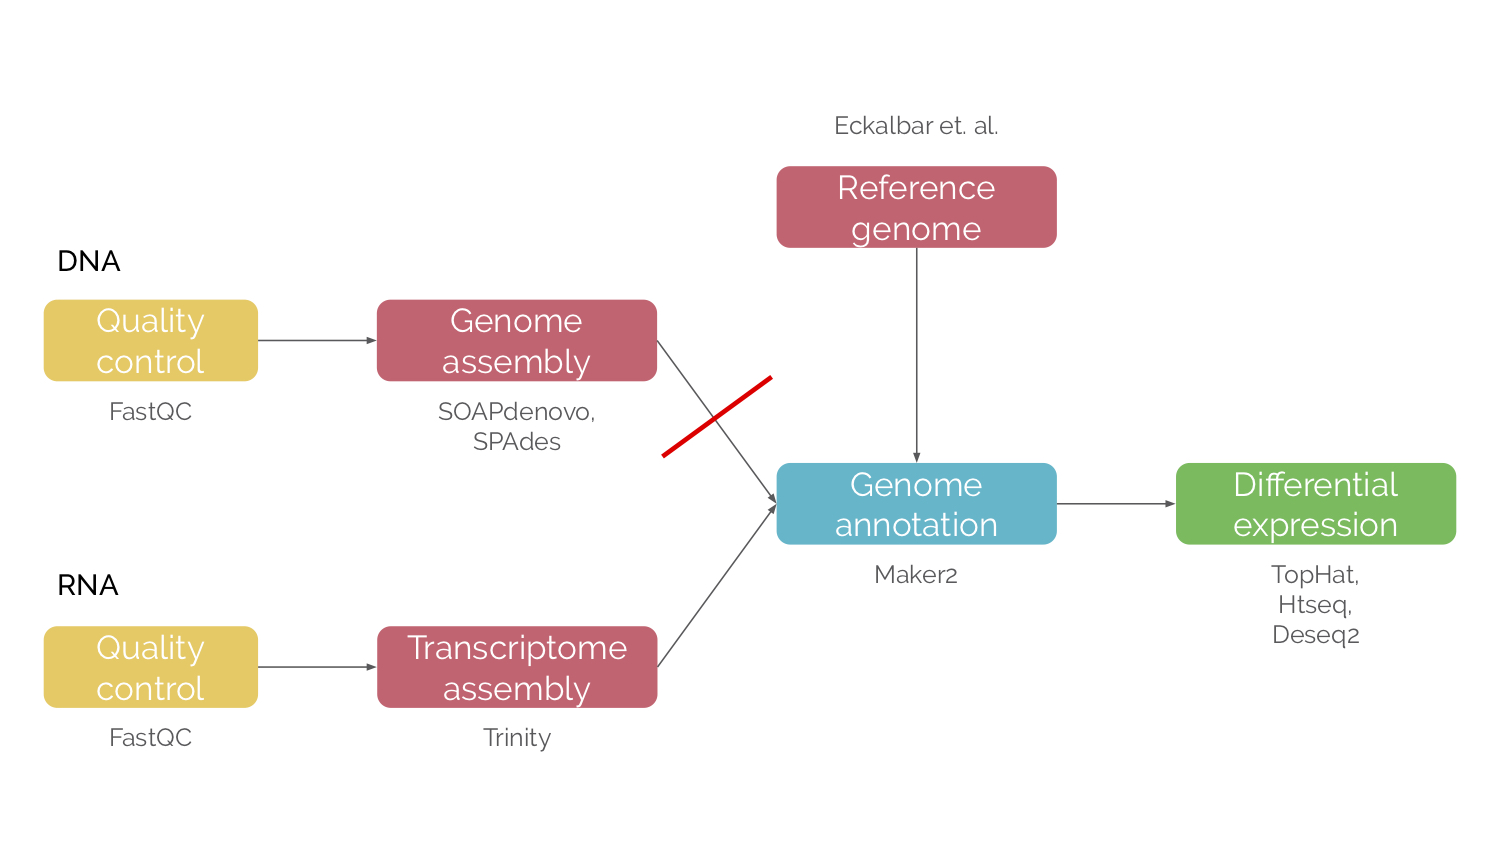 Eckalbar et. al.
Reference
genome
DNA
Quality
control
FastQC
Genome
assembly
SOAPdenovo,
SPAdes
Genome
annotation
Maker2
Differential
expression
TopHat,
Htseq,
Deseq2
RNA
Quality
control
FastQC
Transcriptome
assembly
Trinity